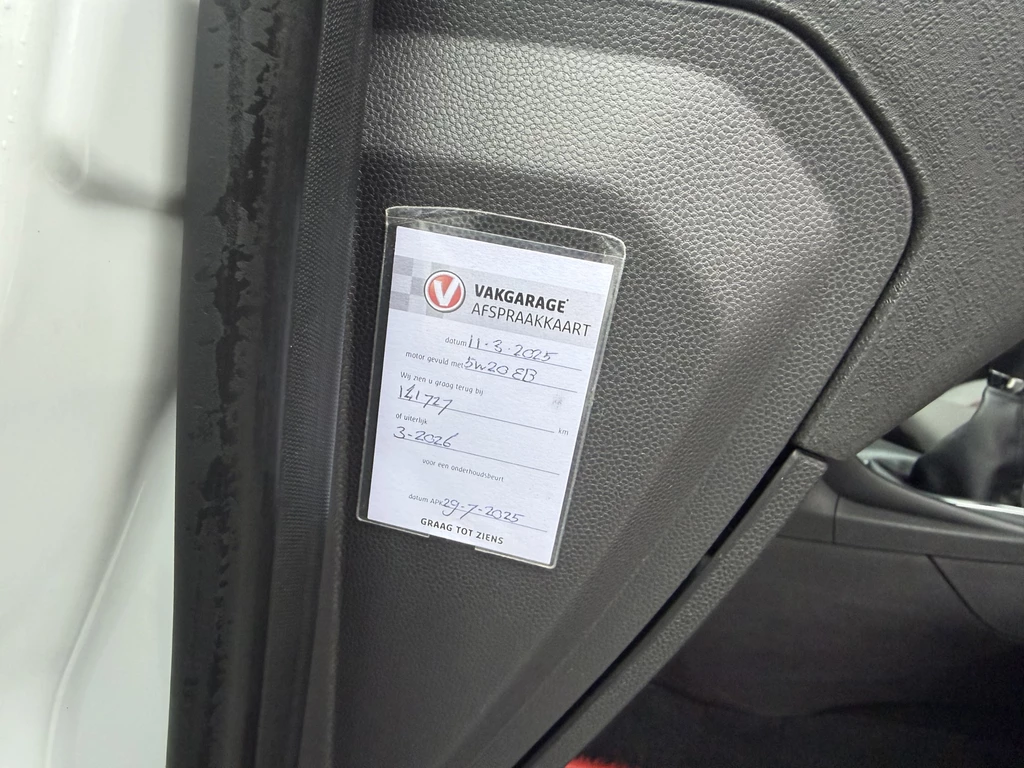 V VAKGARAGE
AFSPRAAKKAART
datum 11-3-2025
motor gevuld met 5W20 EB
Wij zien u graag terug bij
141727 km
of uiterlijk
3-2026
voor een onderhoudsbeurt
datum APK 29-7-2025
GRAAG TOT ZIENS